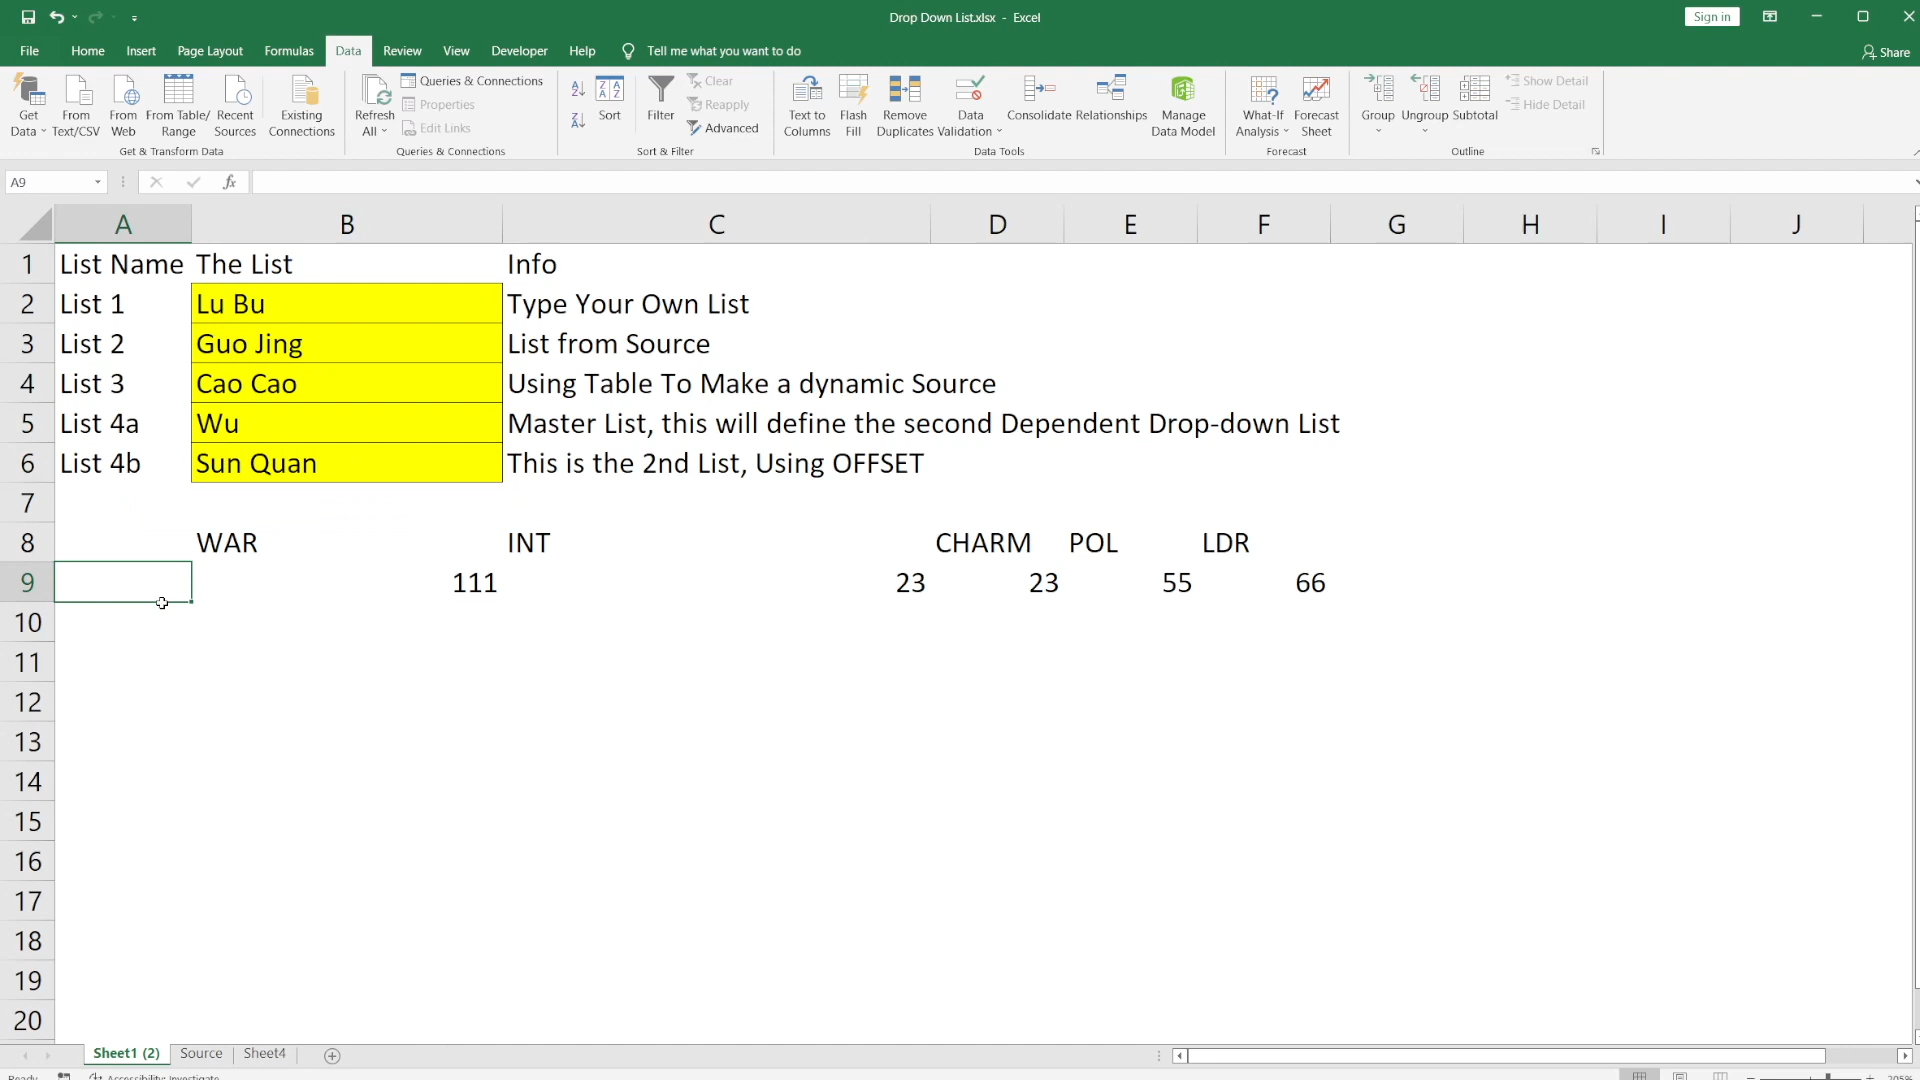 Drop Down List.xlsx - Excel
Sign in
File Home Insert Page Layout Formulas Data Review View Developer Help Tell me what you want to do
Share
Get Data
From Text/CSV
From Web
From Table/ Range
Recent Sources
Existing Connections
Get & Transform Data
Refresh All
Queries & Connections
Properties
Edit Links
Queries & Connections
Sort
Filter
Clear
Reapply
Advanced
Sort & Filter
Text to Columns
Flash Fill
Remove Duplicates
Data Validation
Consolidate
Relationships
Manage Data Model
Data Tools
What-If Analysis
Forecast Sheet
Forecast
Group
Ungroup
Subtotal
Show Detail
Hide Detail
Outline
A9
fx
A B C D E F G H I J
1 List Name The List Info
2 List 1 Lu Bu Type Your Own List
3 List 2 Guo Jing List from Source
4 List 3 Cao Cao Using Table To Make a dynamic Source
5 List 4a Wu Master List, this will define the second Dependent Drop-down List
6 List 4b Sun Quan This is the 2nd List, Using OFFSET
7
8 WAR INT CHARM POL LDR
9 111 23 23 55 66
10
11
12
13
14
15
16
17
18
19
20
Sheet1 (2) Source Sheet4
Ready Accessibility: Investigate 205%